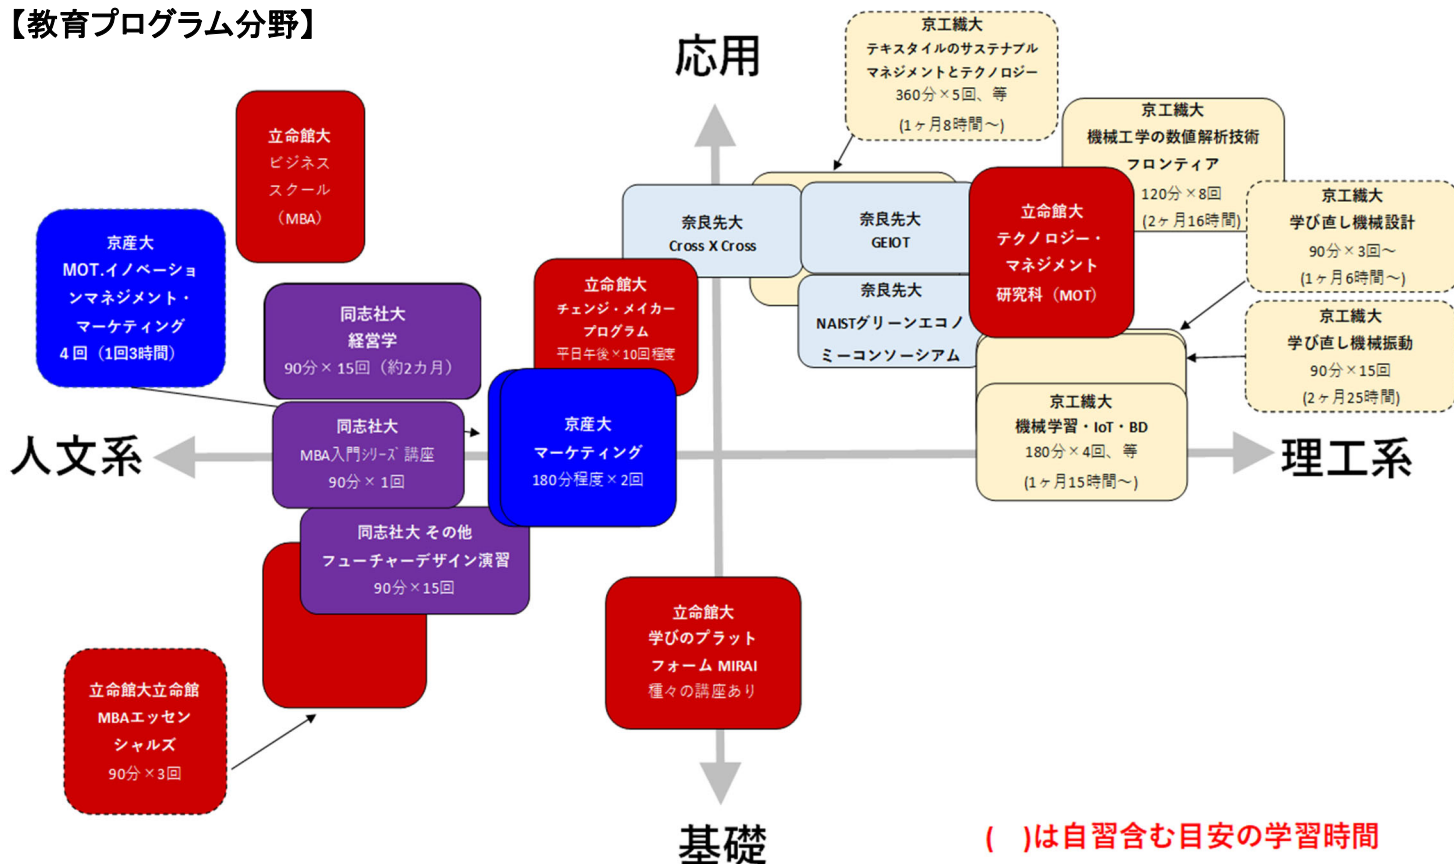 【教育プログラム分野】
応用
京工繊大
テキスタイルのサステナブル
マネジメントとテクノロジー
360分×5回、等
(1ヶ月8時間～)
立命館大
ビジネス
スクール
（MBA）
京工繊大
機械工学の数値解析技術
フロンティア
120分×8回
(2ヶ月16時間)
京産大
MOT.イノベーショ
ンマネジメント・
マーケティング
4回（1回3時間）
奈良先大
Cross X Cross
奈良先大
GEIOT
立命館大
テクノロジー・
マネジメント
研究科（MOT）
京工繊大
学び直し機械設計
90分×3回～
(1ヶ月6時間～)
同志社大
経営学
90分×15回（約2カ月）
立命館大
チェンジ・メイカー
プログラム
平日午後×10回程度
奈良先大
NAISTグリーンエコノ
ミーコンソーシアム
京工繊大
学び直し機械振動
90分×15回
(2ヶ月25時間)
人文系
同志社大
MBA入門ｼﾘｰｽﾞ講座
90分×1回
京産大
マーケティング
180分程度×2回
京工繊大
機械学習・IoT・BD
180分×4回、等
(1ヶ月15時間～)
理工系
同志社大 その他
フューチャーデザイン演習
90分×15回
立命館大
学びのプラット
フォーム MIRAI
種々の講座あり
立命館大立命館
MBAエッセン
シャルズ
90分×3回
基礎
(　)は自習含む目安の学習時間